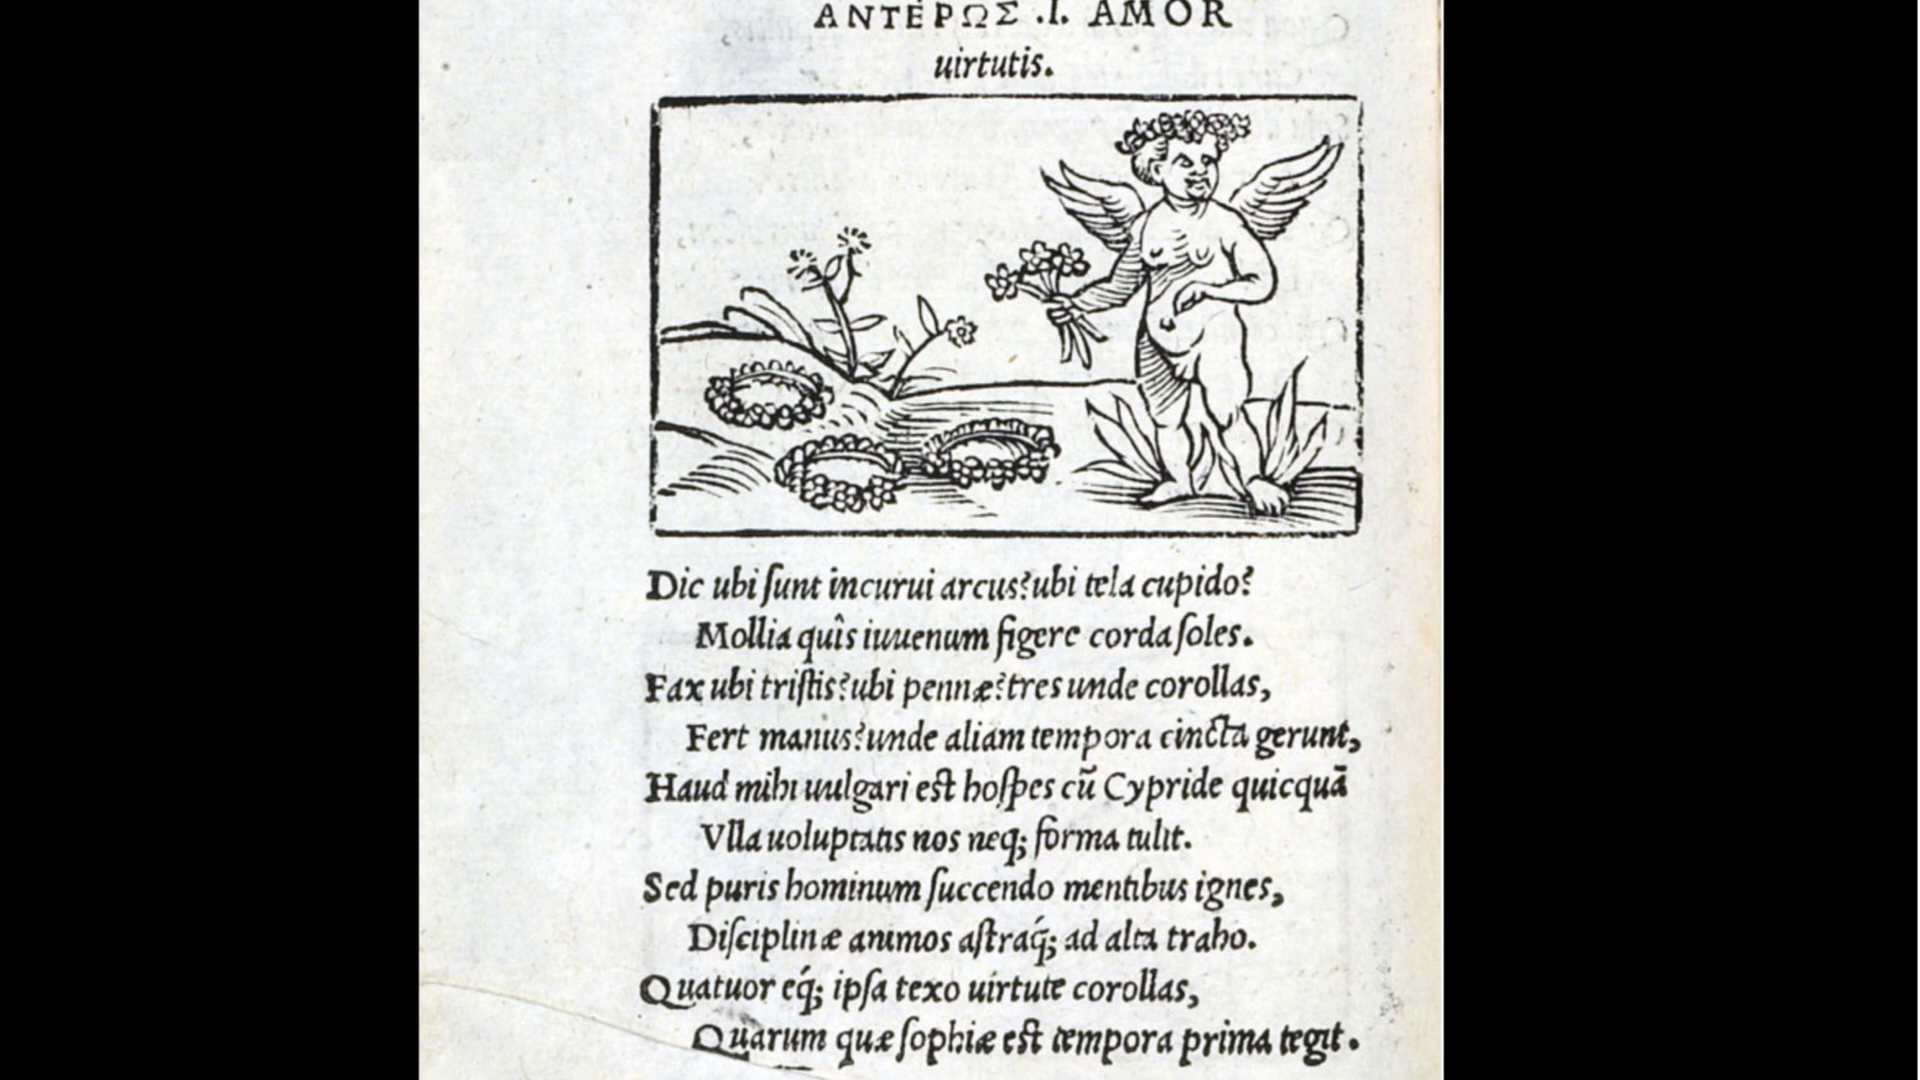 ΑΝΤΕΡΩΣ .I. AMOR
uirtutis.
Dic ubi ſunt incurui arcus? ubi tela cupido?
Mollia quîs iuuenum figere corda ſoles.
Fax ubi triſtis? ubi pennæ? tres unde corollas,
Fert manus? unde aliam tempora cincta gerunt,
Haud mihi uulgari eſt hoſpes cū Cypride quicquā
Vlla uoluptatis nos neq; forma tulit.
Sed puris hominum ſuccendo mentibus ignes,
Diſciplinæ animos aſtraq́; ad alta traho.
Quatuor eq́; ipſa texo uirtute corollas,
Quarum quæ ſophiæ eſt tempora prima tegit.